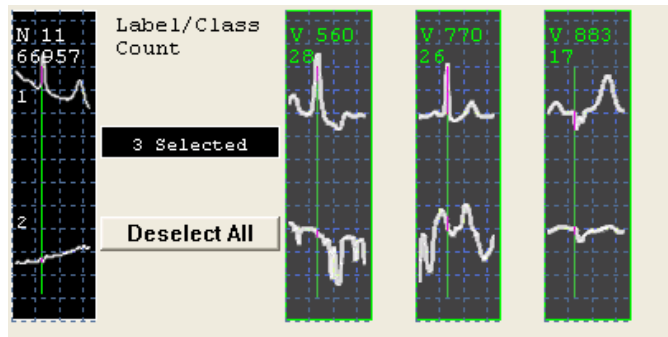 N 11
66957
1
2
Label/Class
Count
3 Selected
Deselect All
V 560
28
V 770
26
V 883
17